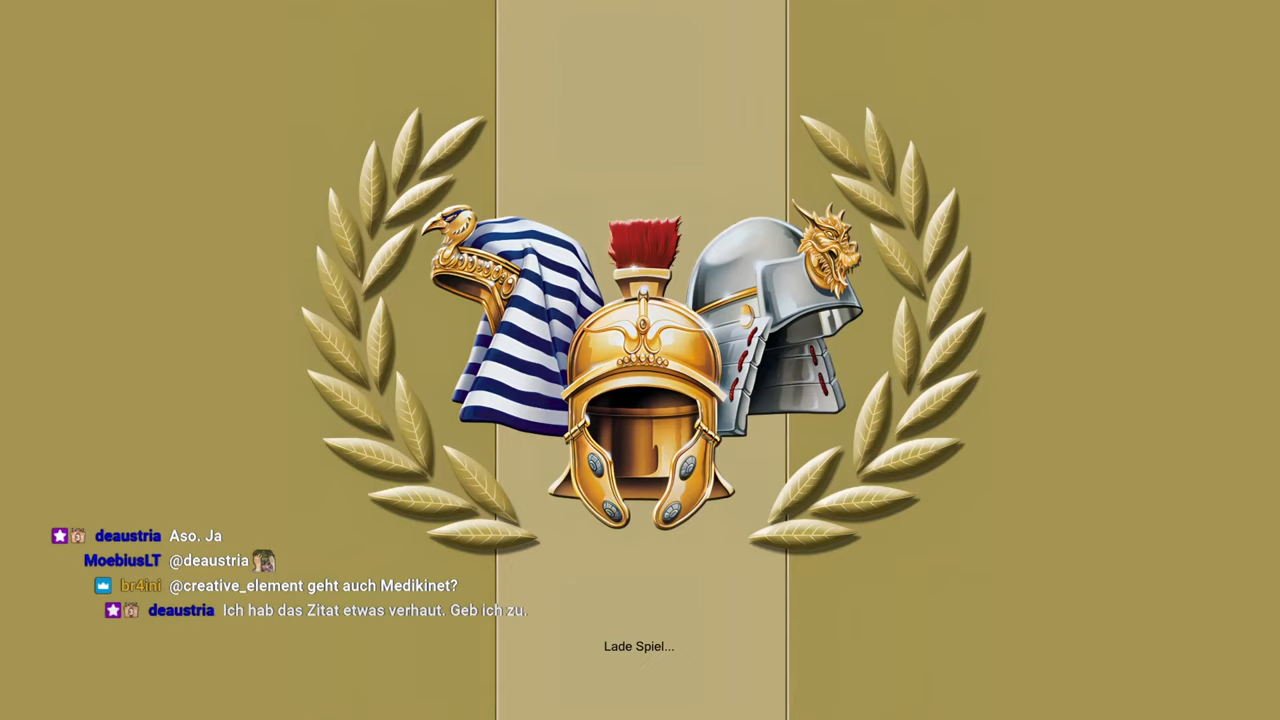 deaustria Aso. Ja
MoebiusLT @deaustria
br4ini @creative_element geht auch Medikinet?
deaustria Ich hab das Zitat etwas verhaut. Geb ich zu.
Lade Spiel...